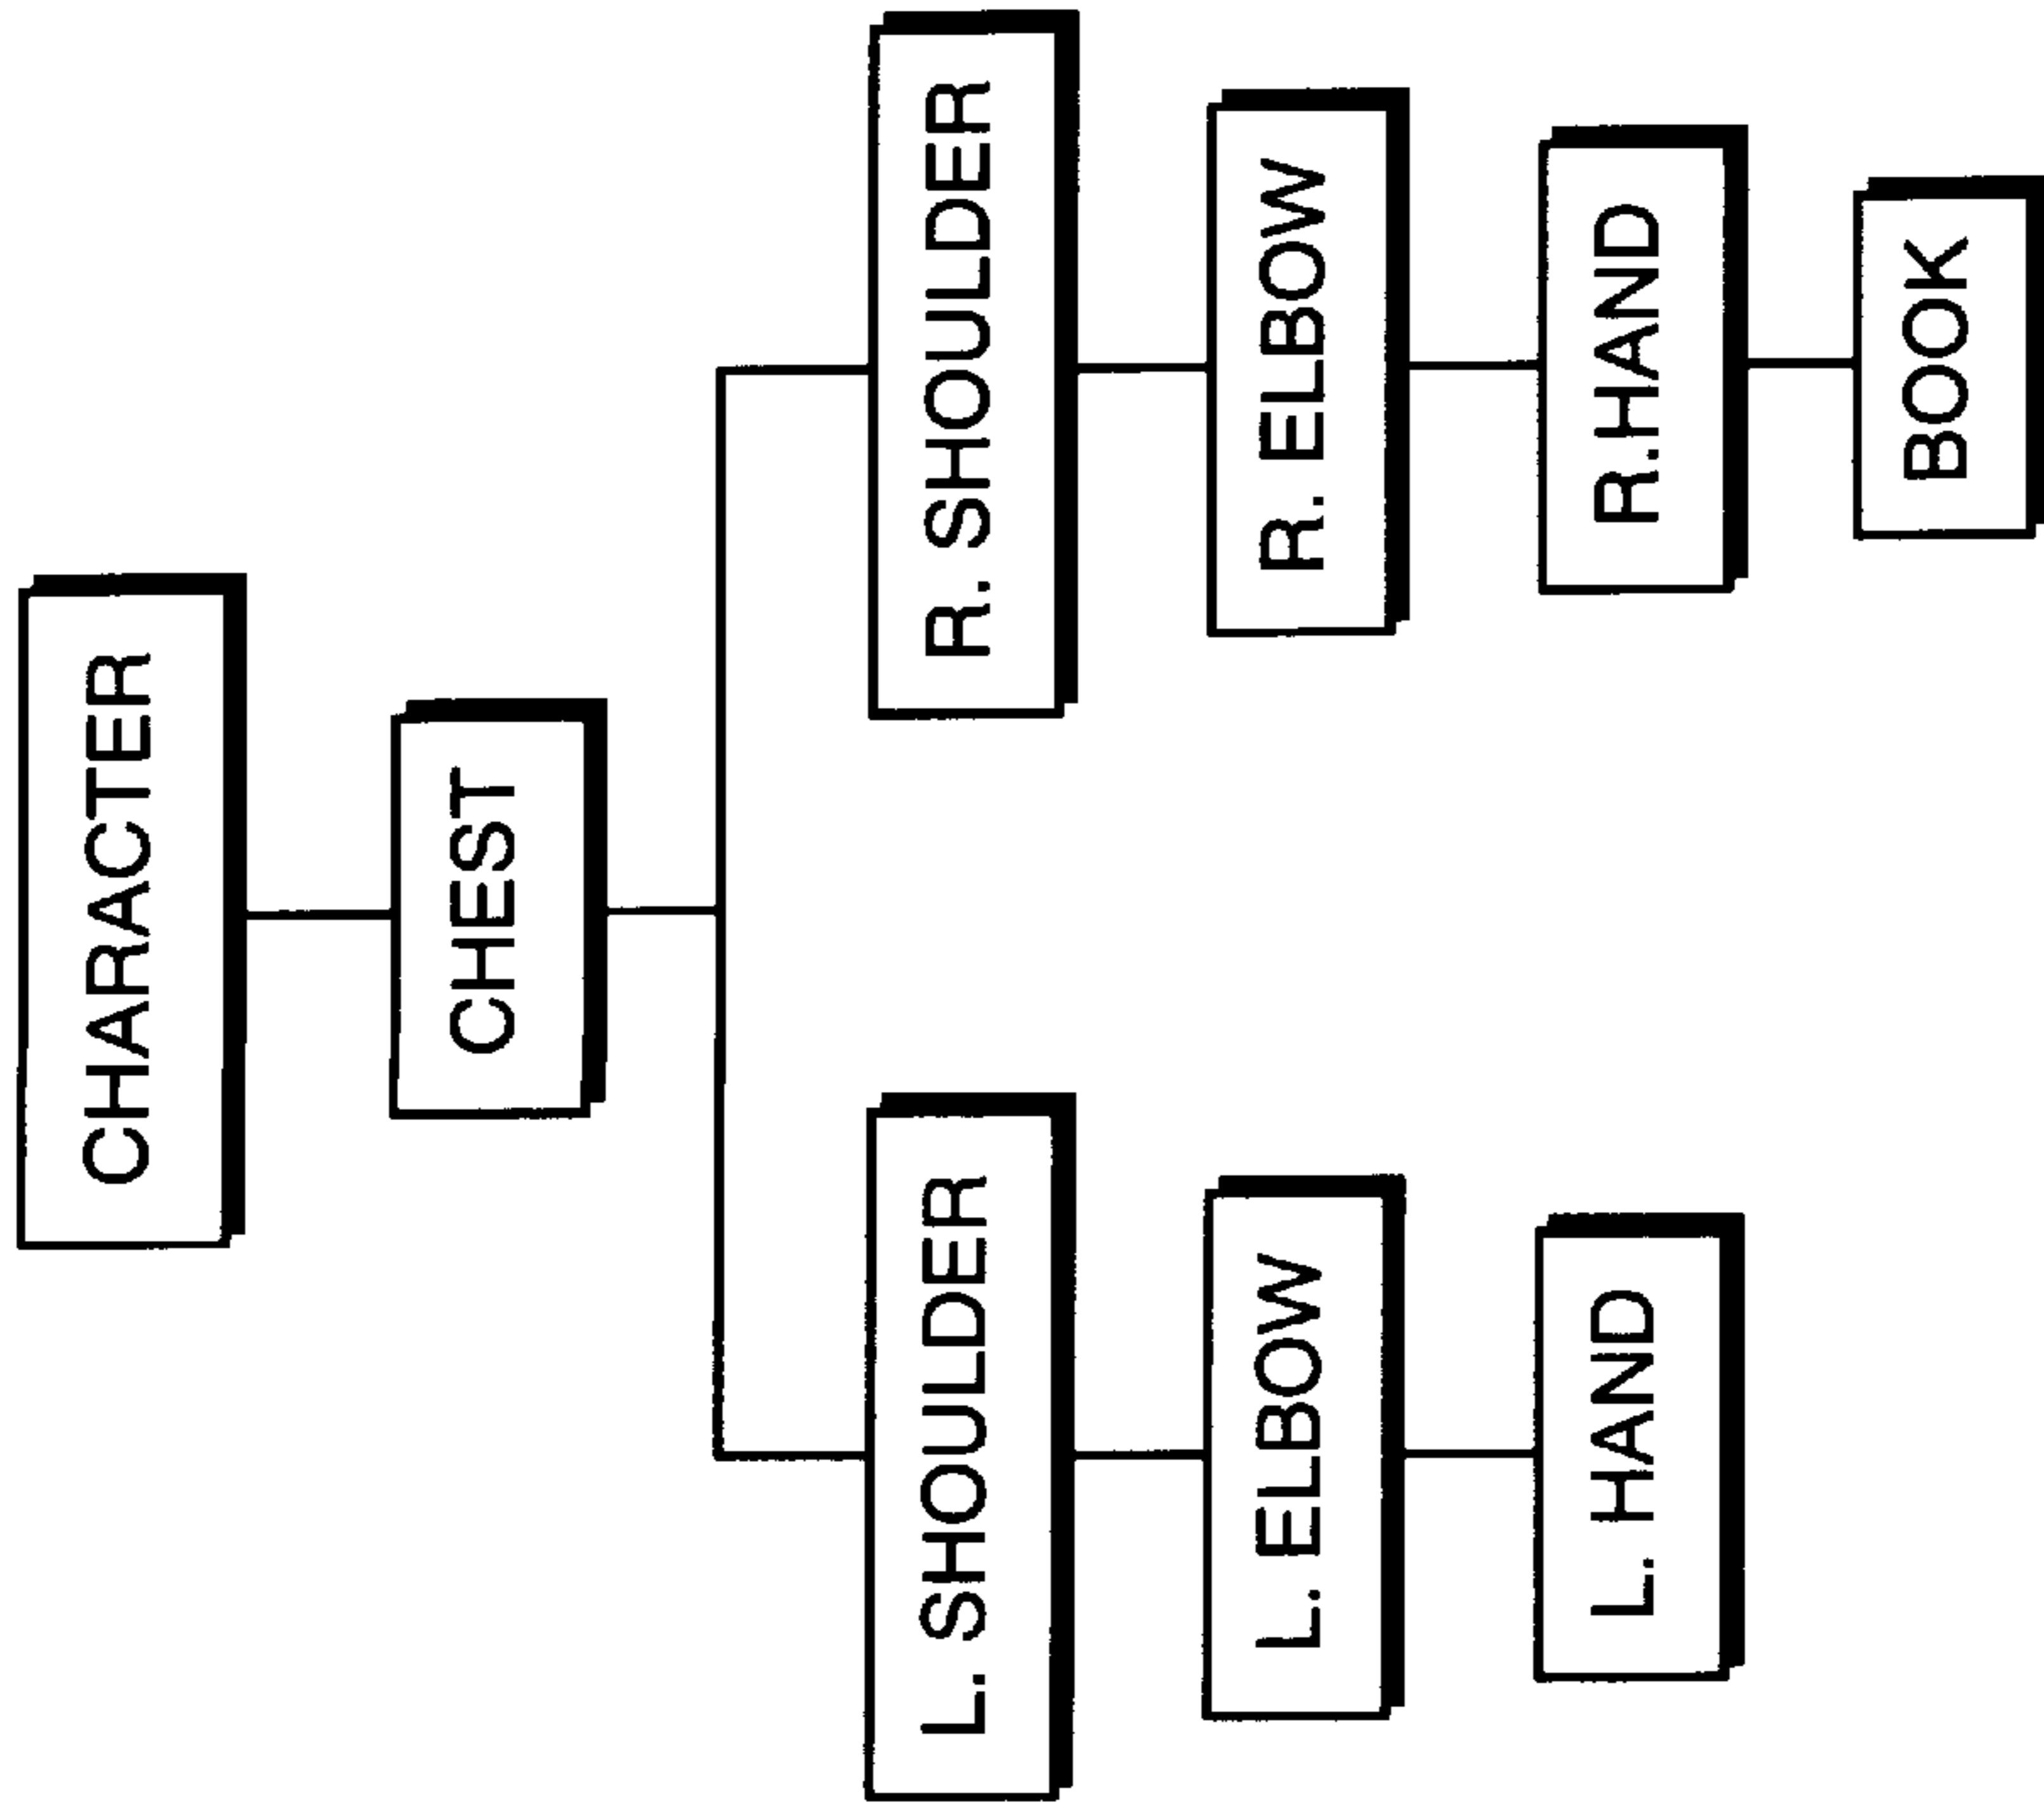 CHARACTER
CHEST
L. SHOULDER
R. SHOULDER
L. ELBOW
R. ELBOW
L. HAND
R.HAND
BOOK